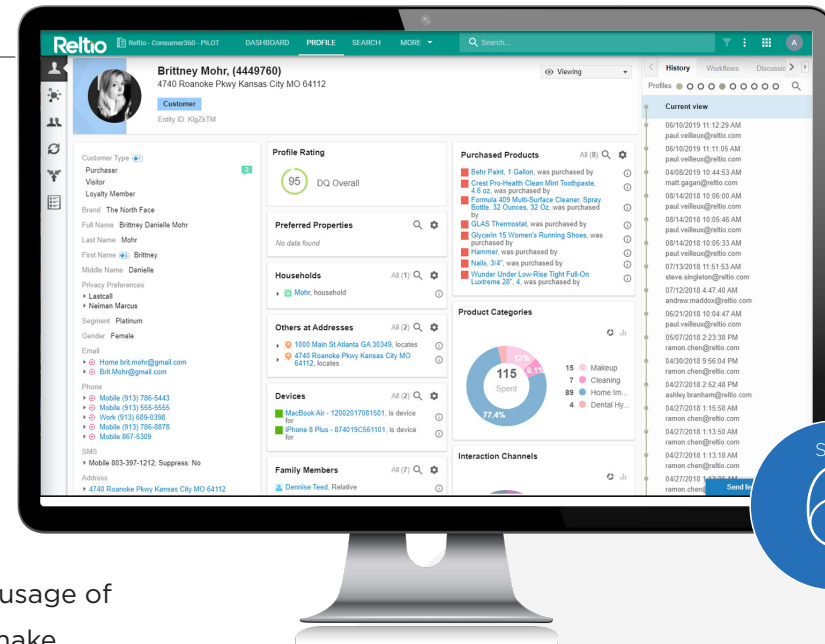 Reltio
Reltio - Consumer360 - PILOT
DASHBOARD
PROFILE
SEARCH
MORE
Search...
A
Brittney Mohr, (4449760)
4740 Roanoke Pkwy Kansas City MO 64112
Customer
Entity ID: KlgZkTM
Viewing
Customer Type
Purchaser
2
Visitor
Loyalty Member
Brand The North Face
Full Name Brittney Danielle Mohr
Last Name Mohr
First Name Brittney
Middle Name Danielle
Privacy Preferences
Lastcall
Neiman Marcus
Segment Platinum
Gender Female
Email
Home brit.mohr@gmail.com
Brit.Mohr@gmail.com
Phone
Mobile (913) 786-5443
Mobile (913) 555-5555
Work (913) 689-0398
Mobile (913) 786-8878
Mobile 867-5309
SMS
Mobile 803-397-1212; Suppress: No
Address
4740 Roanoke Pkwy Kansas City MO 64112
Profile Rating
95 DQ Overall
Preferred Properties
No data found
Households All (1)
Mohr, household
Others at Addresses All (2)
1000 Main St Atlanta GA 30349, locates
4740 Roanoke Pkwy Kansas City MO
64112, locates
Devices All (2)
MacBook Air - 12002017081501, is device
for
iPhone 8 Plus - 874019C561101, is device
for
Family Members All (7)
Dennise Teed, Relative
Purchased Products All (8)
Behr Paint, 1 Gallon, was purchased by
Crest Pro-Health Clean Mint Toothpaste,
4.6 oz, was purchased by
Formula 409 Multi-Surface Cleaner, Spray
Bottle, 32 Ounces, 32 Oz, was purchased
by
GLAS Thermostat, was purchased by
Glycerin 15 Women's Running Shoes, was
purchased by
Hammer, was purchased by
Nails, 3/4", was purchased by
Wunder Under Low-Rise Tight Full-On
Luxtreme 28", 4, was purchased by
Product Categories
13%
6.1%
115
Spent
77.4%
15 Makeup
7 Cleaning
89 Home Im...
4 Dental Hy...
Interaction Channels
History
Workflows
Profiles
Current view
06/10/2019 11:12:29 AM
paul.veilleux@reltio.com
06/10/2019 11:11:05 AM
paul.veilleux@reltio.com
04/08/2019 10:44:53 AM
matt.gagan@reltio.com
08/14/2018 10:06:00 AM
paul.veilleux@reltio.com
08/14/2018 10:05:46 AM
paul.veilleux@reltio.com
08/14/2018 10:05:33 AM
paul.veilleux@reltio.com
07/13/2018 11:51:53 AM
steve.singleton@reltio.com
07/12/2018 4:47:40 AM
andrew.maddox@reltio.com
06/21/2018 10:04:47 AM
paul.veilleux@reltio.com
05/07/2018 2:23:38 PM
ramon.chen@reltio.com
04/30/2018 9:56:04 PM
ramon.chen@reltio.com
04/27/2018 2:52:48 PM
ashley.branham@reltio.com
04/27/2018 1:15:58 AM
ramon.chen@reltio.com
04/27/2018 1:13:50 AM
ramon.chen@reltio.com
04/27/2018 1:13:18 AM
ramon.chen@reltio.com
04/27/2018
Send
usage of